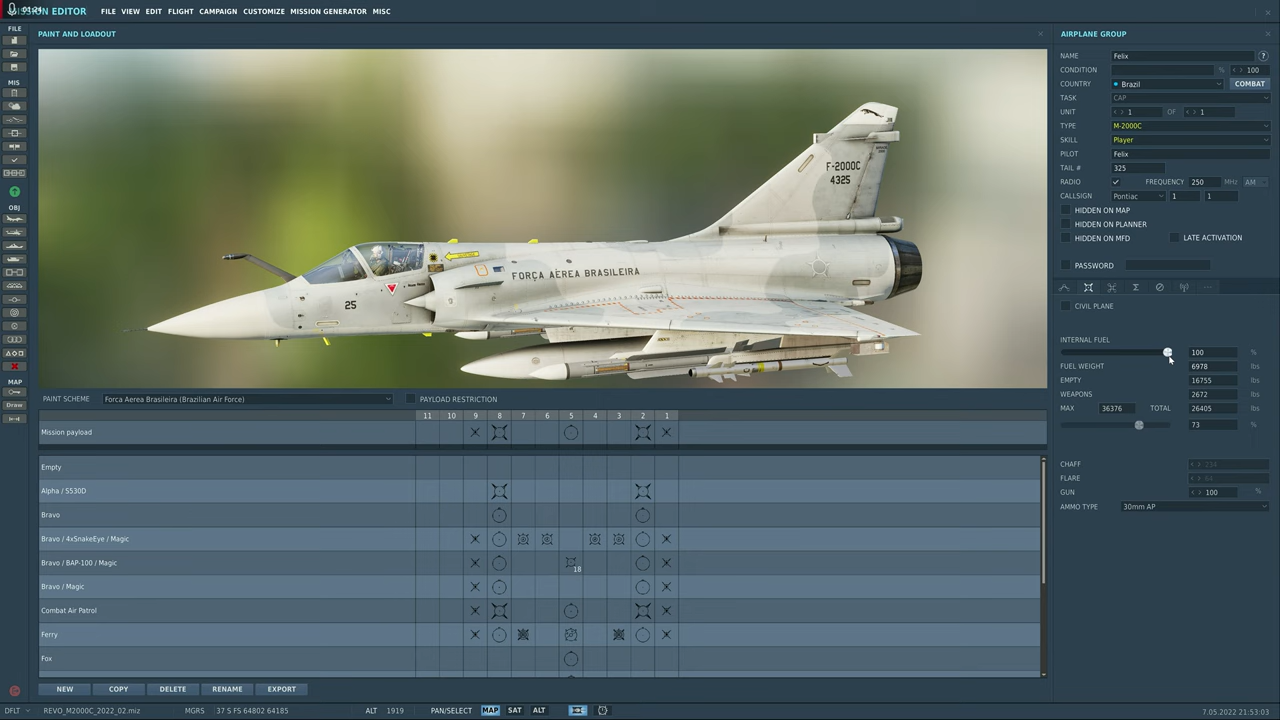 MISSION EDITOR
FILE VIEW EDIT FLIGHT CAMPAIGN CUSTOMIZE MISSION GENERATOR MISC
FILE
MIS
OBJ
MAP
Draw
PAINT AND LOADOUT
F-2000C
4325
FORÇA AEREA BRASILEIRA
25
PAINT SCHEME Forca Aerea Brasileira (Brazilian Air Force) PAYLOAD RESTRICTION
11 10 9 8 7 6 5 4 3 2 1
Mission payload
Empty
Alpha / S530D
Bravo
Bravo / 4xSnakeEye / Magic
Bravo / BAP-100 / Magic 18
Bravo / Magic
Combat Air Patrol
Ferry
Fox
NEW COPY DELETE RENAME EXPORT
AIRPLANE GROUP
NAME Felix ?
CONDITION % 100
COUNTRY Brazil COMBAT
TASK CAP
UNIT 1 OF 1
TYPE M-2000C
SKILL Player
PILOT Felix
TAIL # 325
RADIO FREQUENCY 250 MHz AM
CALLSIGN Pontiac 1 1
HIDDEN ON MAP
HIDDEN ON PLANNER
HIDDEN ON MFD LATE ACTIVATION
PASSWORD
CIVIL PLANE
INTERNAL FUEL
100 %
FUEL WEIGHT 6978 lbs
EMPTY 16755 lbs
WEAPONS 2672 lbs
MAX 36376 TOTAL 26405 lbs
73 %
CHAFF 234
FLARE 64
GUN 100 %
AMMO TYPE 30mm AP
DFLT REVO_M2000C_2022_02.miz MGRS 37 S FS 64802 64185 ALT 1919 PAN/SELECT MAP SAT ALT 7.05.2022 21:53:03